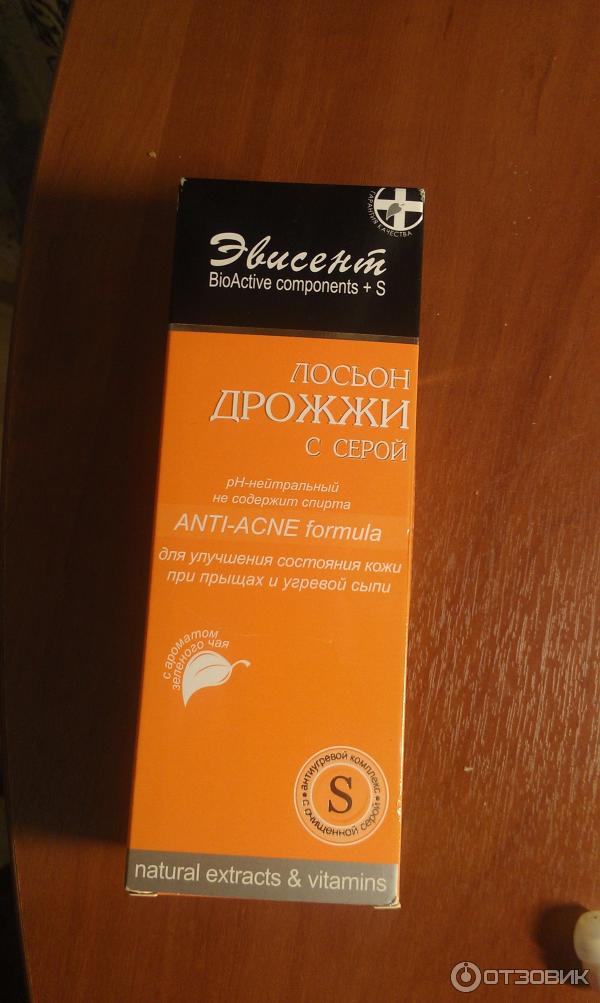 ГАРАНТИЯ КАЧЕСТВА
Эвисент
BioActive components + S
ЛОСЬОН
ДРОЖЖИ
С СЕРОЙ
pH-нейтральный
не содержит спирта
ANTI-ACNE formula
для улучшения состояния кожи
при прыщах и угревой сыпи
с ароматом
зеленого чая
• антиугревой комплекс •
с очищенной серой
S
natural extracts & vitamins
ОТЗОВИК